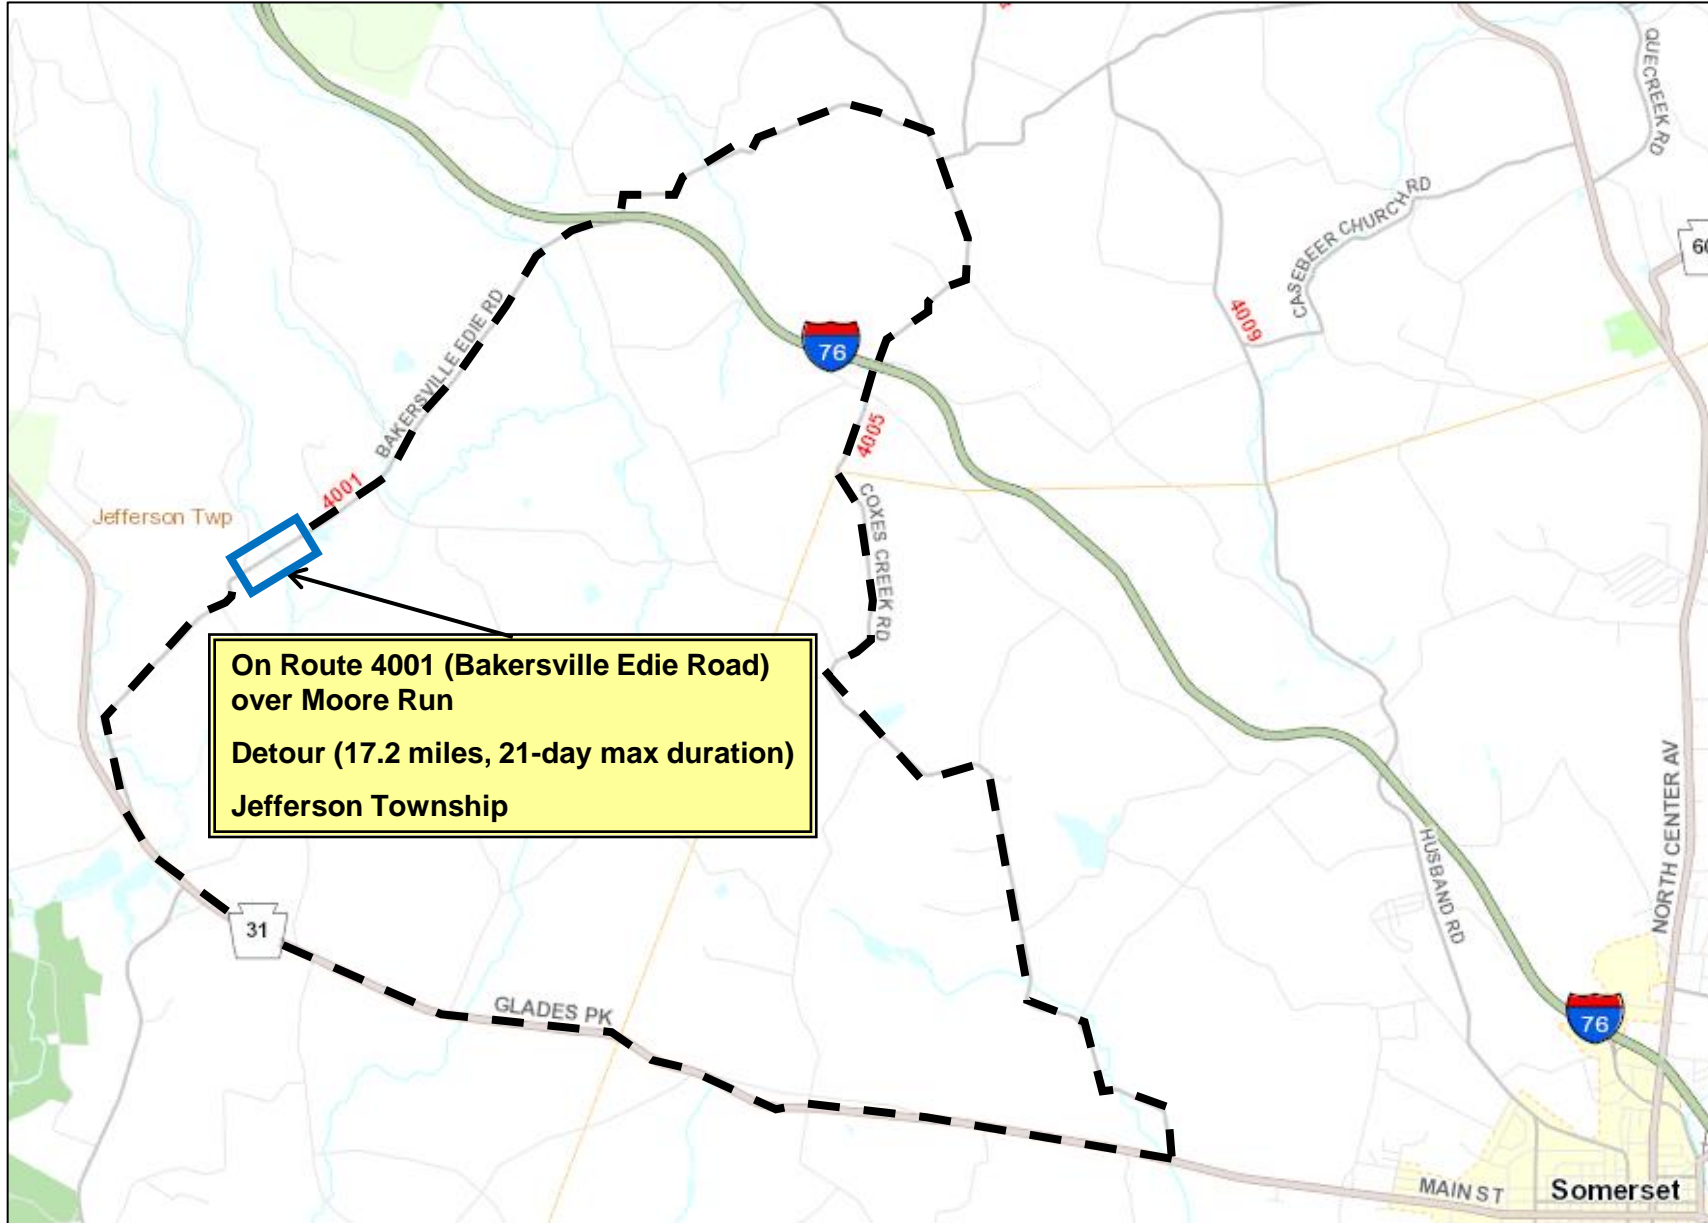 QUECREEK RD
CASEBEER CHURCH RD
60
4009
76
BAKERSVILLE EDIE RD
4005
4001
COXES CREEK RD
Jefferson Twp
On Route 4001 (Bakersville Edie Road)
over Moore Run
Detour (17.2 miles, 21-day max duration)
Jefferson Township
NORTH CENTER AV
HUSBAND RD
31
GLADES PK
76
MAIN ST
Somerset